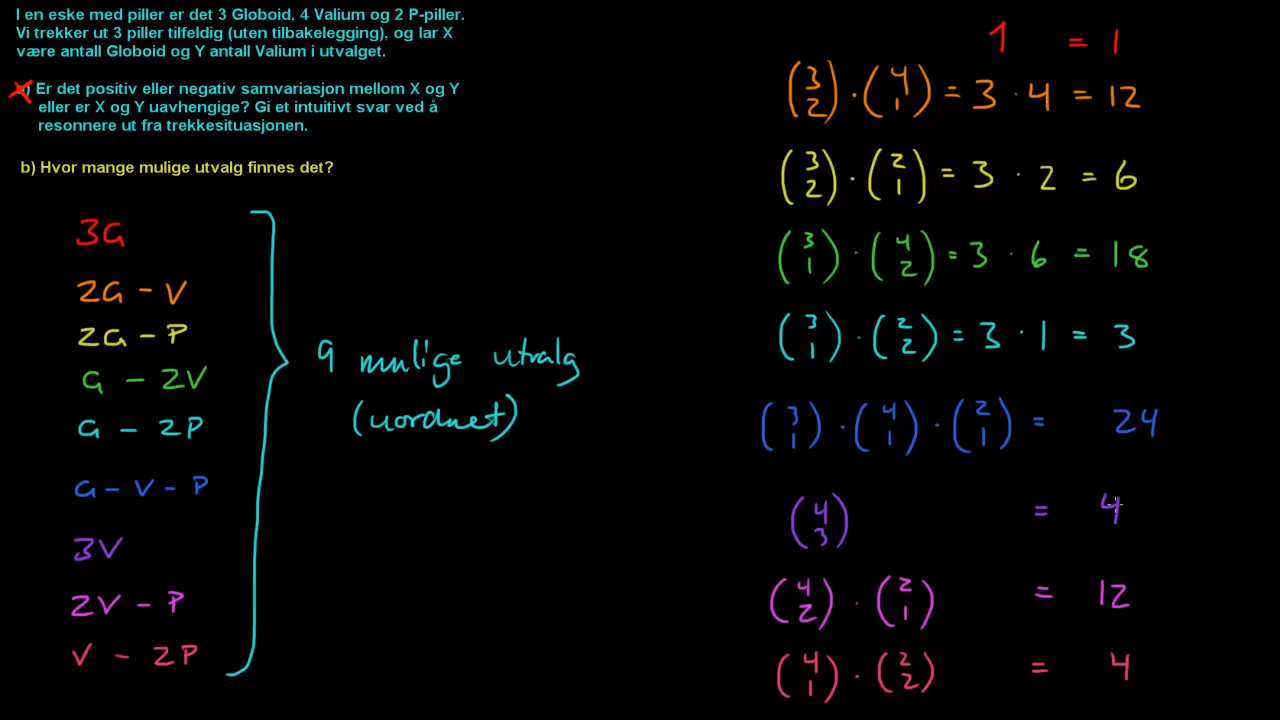 I en eske med piller er det 3 Globoid, 4 Valium og 2 P-piller.
Vi trekker ut 3 piller tilfeldig (uten tilbakelegging), og lar X
være antall Globoid og Y antall Valium i utvalget.
a) Er det positiv eller negativ samvariasjon mellom X og Y
eller er X og Y uavhengige? Gi et intuitivt svar ved å
resonnere ut fra trekkesituasjonen.
b) Hvor mange mulige utvalg finnes det?
3G
2G - V
2G - P
G - 2V
G - 2P
G - V - P
3V
2V - P
V - 2P
9 mulige utvalg
(uordnet)
1 = 1
(3 2) · (4 1) = 3 · 4 = 12
(3 2) · (2 1) = 3 · 2 = 6
(3 1) · (4 2) = 3 · 6 = 18
(3 1) · (2 2) = 3 · 1 = 3
(3 1) · (4 1) · (2 1) = 24
(4 3) = 4
(4 2) · (2 1) = 12
(4 1) · (2 2) = 4